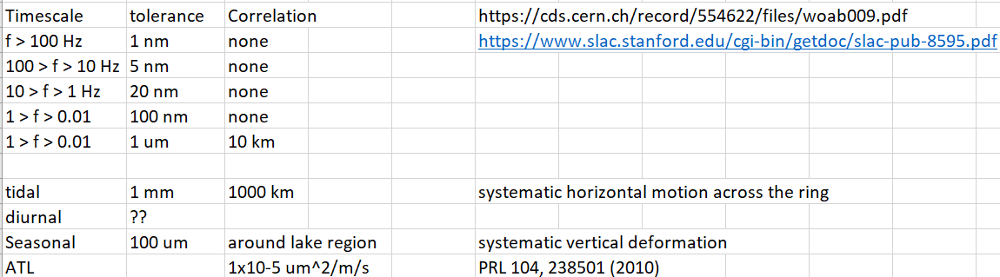 Timescale tolerance Correlation https://cds.cern.ch/record/554622/files/woab009.pdf
f > 100 Hz 1 nm none https://www.slac.stanford.edu/cgi-bin/getdoc/slac-pub-8595.pdf
100 > f > 10 Hz 5 nm none
10 > f > 1 Hz 20 nm none
1 > f > 0.01 100 nm none
1 > f > 0.01 1 um 10 km
tidal 1 mm 1000 km systematic horizontal motion across the ring
diurnal ??
Seasonal 100 um around lake region systematic vertical deformation
ATL 1x10-5 um^2/m/s PRL 104, 238501 (2010)